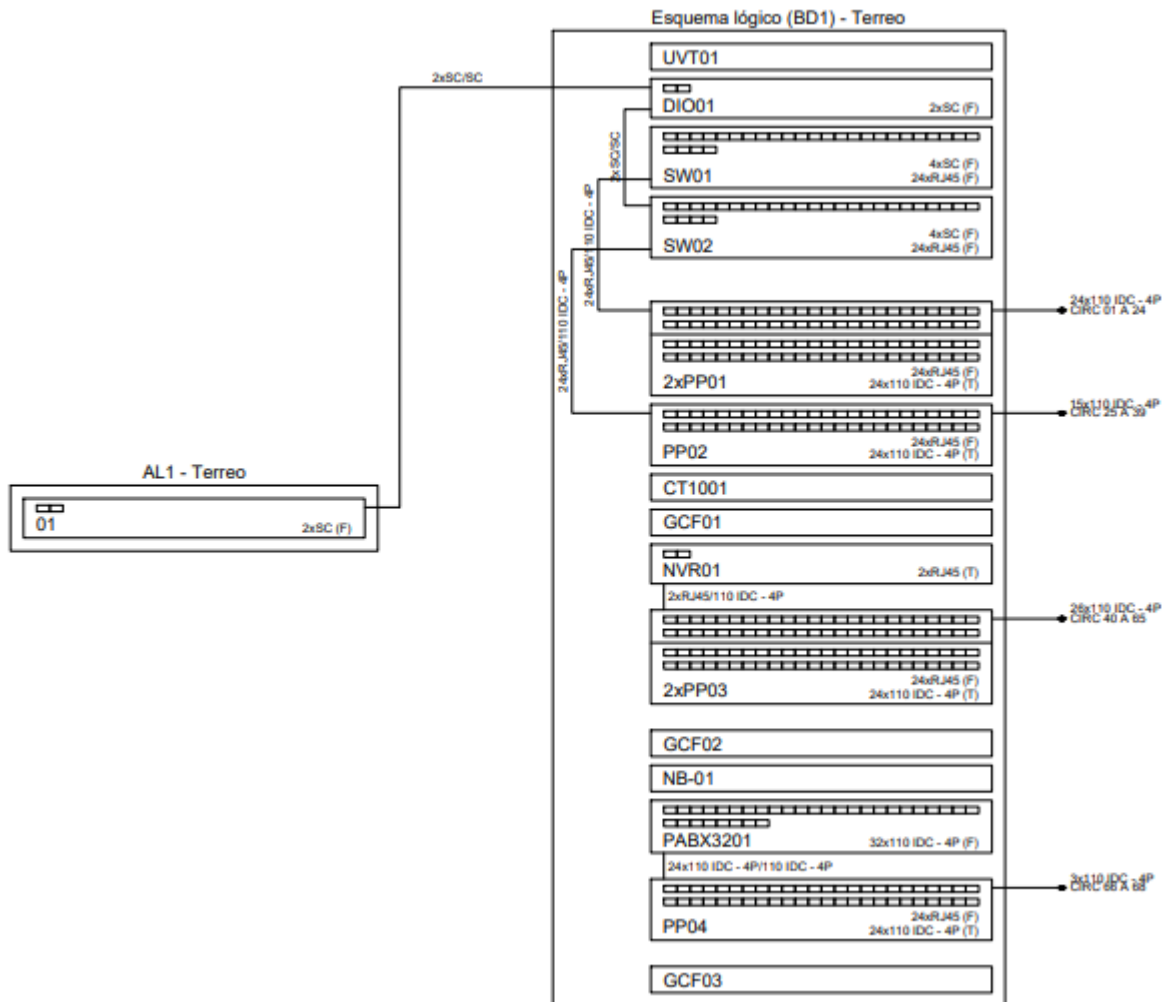 Esquema lógico (BD1) - Terreo
UVT01
2xSC/SC
DIO01
2xSC (F)
2xSC/SC
4xSC (F)
SW01
24xRJ45 (F)
24xRJ45/110 IDC - 4P
4xSC (F)
SW02
24xRJ45 (F)
24xRJ45/110 IDC - 4P
24x110 IDC - 4P
CIRC 01 A 24
24xRJ45 (F)
2xPP01
24x110 IDC - 4P (T)
15x110 IDC - 4P
CIRC 25 A 39
24xRJ45 (F)
PP02
24x110 IDC - 4P (T)
AL1 - Terreo
01
2xSC (F)
CT1001
GCF01
NVR01
2xRJ45 (T)
2xRJ45/110 IDC - 4P
26x110 IDC - 4P
CIRC 40 A 65
24xRJ45 (F)
2xPP03
24x110 IDC - 4P (T)
GCF02
NB-01
PABX3201
32x110 IDC - 4P (F)
24x110 IDC - 4P/110 IDC - 4P
3x110 IDC - 4P
CIRC 66 A 68
24xRJ45 (F)
PP04
24x110 IDC - 4P (T)
GCF03